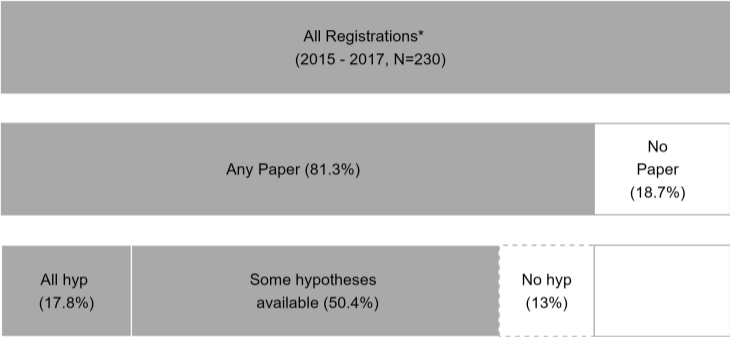 All Registrations*
(2015 - 2017, N=230)
Any Paper (81.3%)
No
Paper
(18.7%)
All hyp
(17.8%)
Some hypotheses
available (50.4%)
No hyp
(13%)